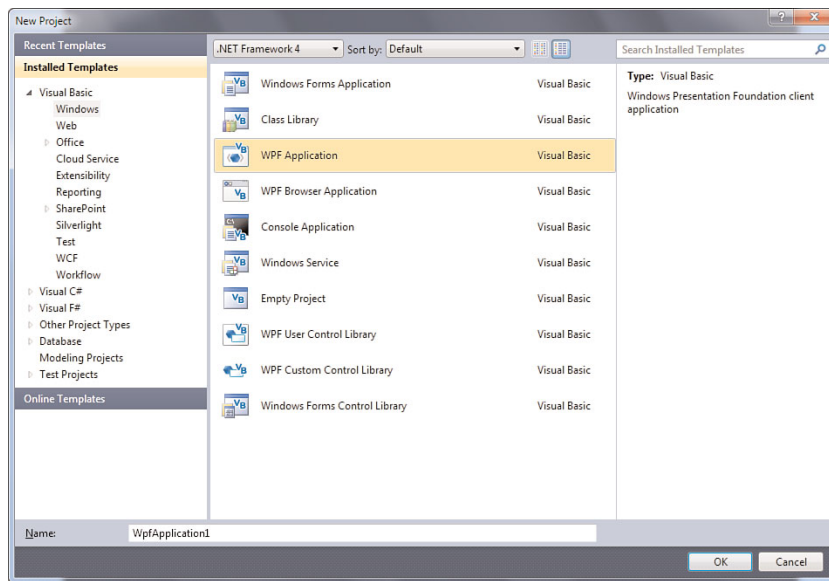 New Project
Recent Templates
Installed Templates
Visual Basic
Windows
Web
Office
Cloud Service
Extensibility
Reporting
SharePoint
Silverlight
Test
WCF
Workflow
Visual C#
Visual F#
Other Project Types
Database
Modeling Projects
Test Projects
Online Templates
.NET Framework 4 Sort by: Default
Windows Forms Application Visual Basic
Class Library Visual Basic
WPF Application Visual Basic
WPF Browser Application Visual Basic
Console Application Visual Basic
Windows Service Visual Basic
Empty Project Visual Basic
WPF User Control Library Visual Basic
WPF Custom Control Library Visual Basic
Windows Forms Control Library Visual Basic
Search Installed Templates
Type: Visual Basic
Windows Presentation Foundation client
application
Name: WpfApplication1
OK Cancel